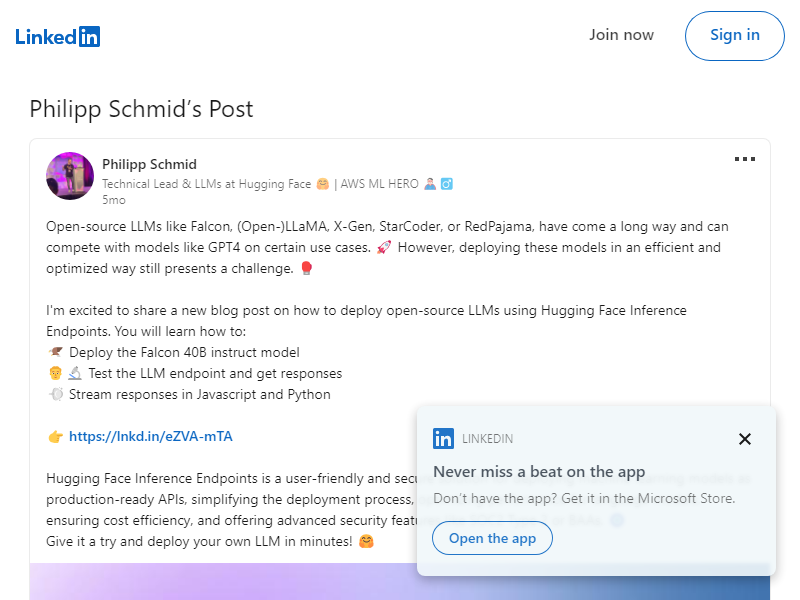 LinkedIn
Join now
Sign in
Philipp Schmid's Post
Philipp Schmid
Technical Lead & LLMs at Hugging Face 🤗 | AWS ML HERO 🦸🏻‍♂️
5mo
Open-source LLMs like Falcon, (Open-)LLaMA, X-Gen, StarCoder, or RedPajama, have come a long way and can
compete with models like GPT4 on certain use cases. 🚀 However, deploying these models in an efficient and
optimized way still presents a challenge. 🥊
I'm excited to share a new blog post on how to deploy open-source LLMs using Hugging Face Inference
Endpoints. You will learn how to:
Deploy the Falcon 40B instruct model
Test the LLM endpoint and get responses
Stream responses in Javascript and Python
👉 https://lnkd.in/eZVA-mTA
Hugging Face Inference Endpoints is a user-friendly and
production-ready APIs, simplifying the deployment process,
ensuring cost efficiency, and offering advanced security
Give it a try and deploy your own LLM in minutes! 🤗
LINKEDIN
Never miss a beat on the app
Don't have the app? Get it in the Microsoft Store.
Open the app